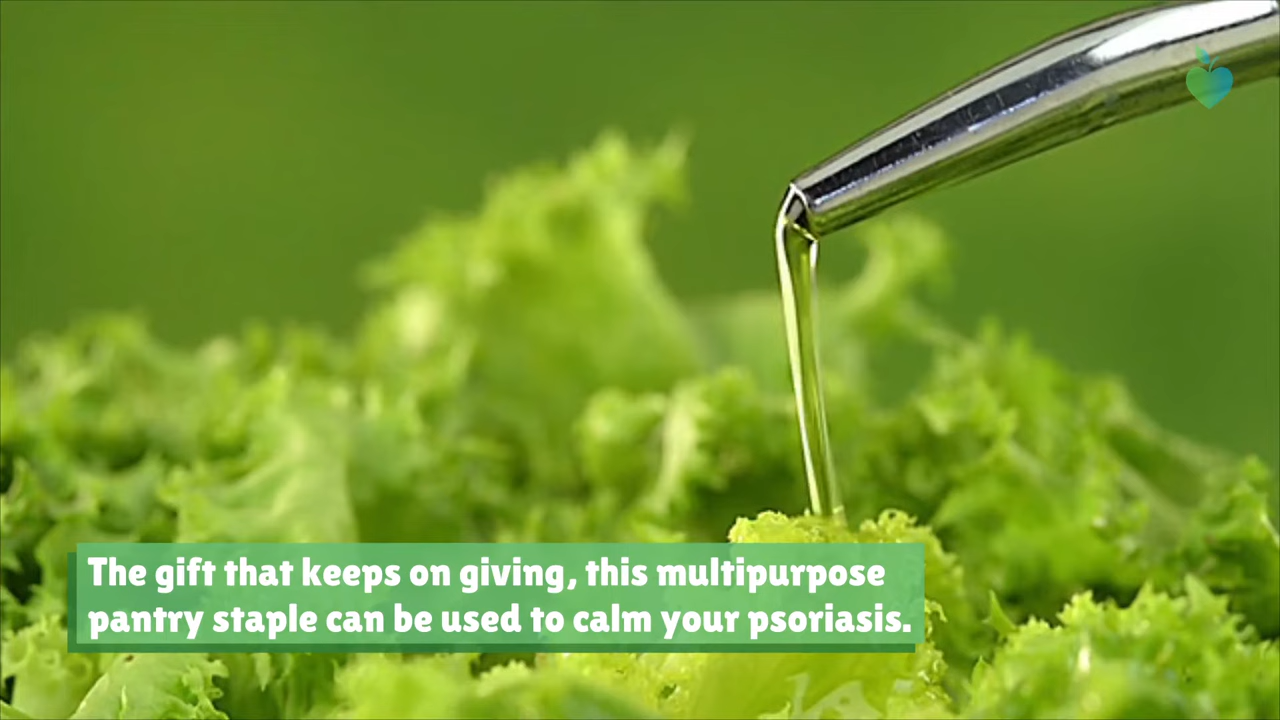 The gift that keeps on giving, this multipurpose
pantry staple can be used to calm your psoriasis.